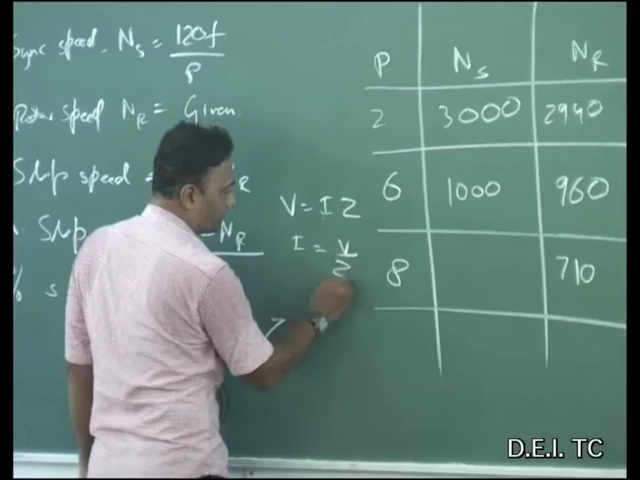 Sync speed. Ns = 120f
P
Rotor speed NR = Given
Slip speed = R
Slip - NR
% s
V = I Z
I = V
Z
P Ns NR
2 3000 2940
6 1000 960
8 710
D.E.I. TC